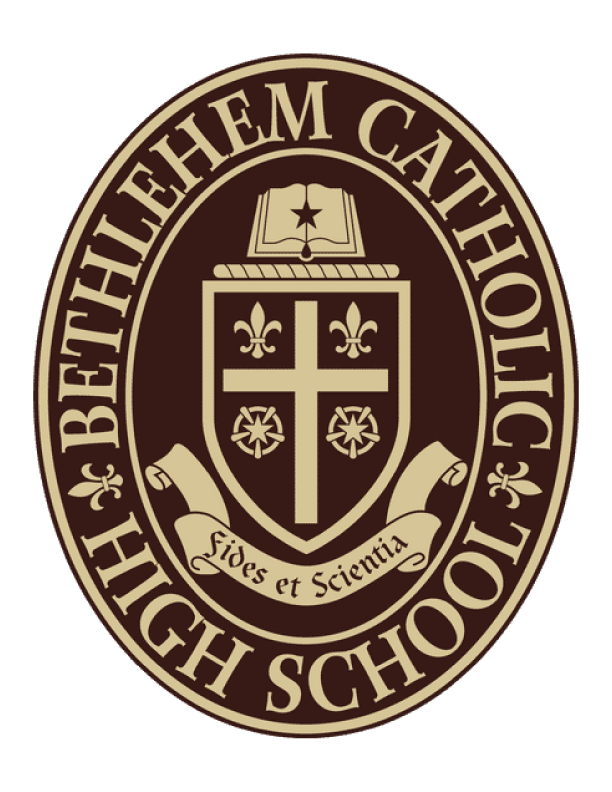 BETHLEHEM CATHOLIC
HIGH SCHOOL
Fides et Scientia